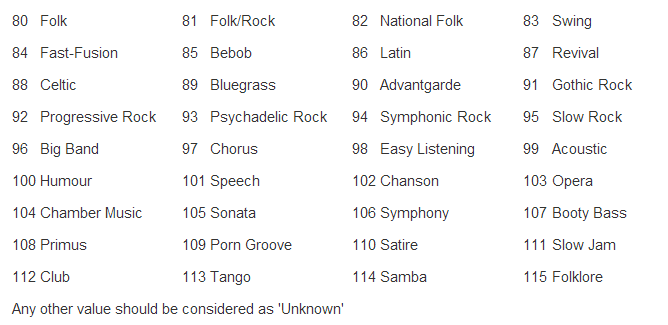 80 Folk 81 Folk/Rock 82 National Folk 83 Swing
84 Fast-Fusion 85 Bebob 86 Latin 87 Revival
88 Celtic 89 Bluegrass 90 Advantgarde 91 Gothic Rock
92 Progressive Rock 93 Psychadelic Rock 94 Symphonic Rock 95 Slow Rock
96 Big Band 97 Chorus 98 Easy Listening 99 Acoustic
100 Humour 101 Speech 102 Chanson 103 Opera
104 Chamber Music 105 Sonata 106 Symphony 107 Booty Bass
108 Primus 109 Porn Groove 110 Satire 111 Slow Jam
112 Club 113 Tango 114 Samba 115 Folklore
Any other value should be considered as 'Unknown'